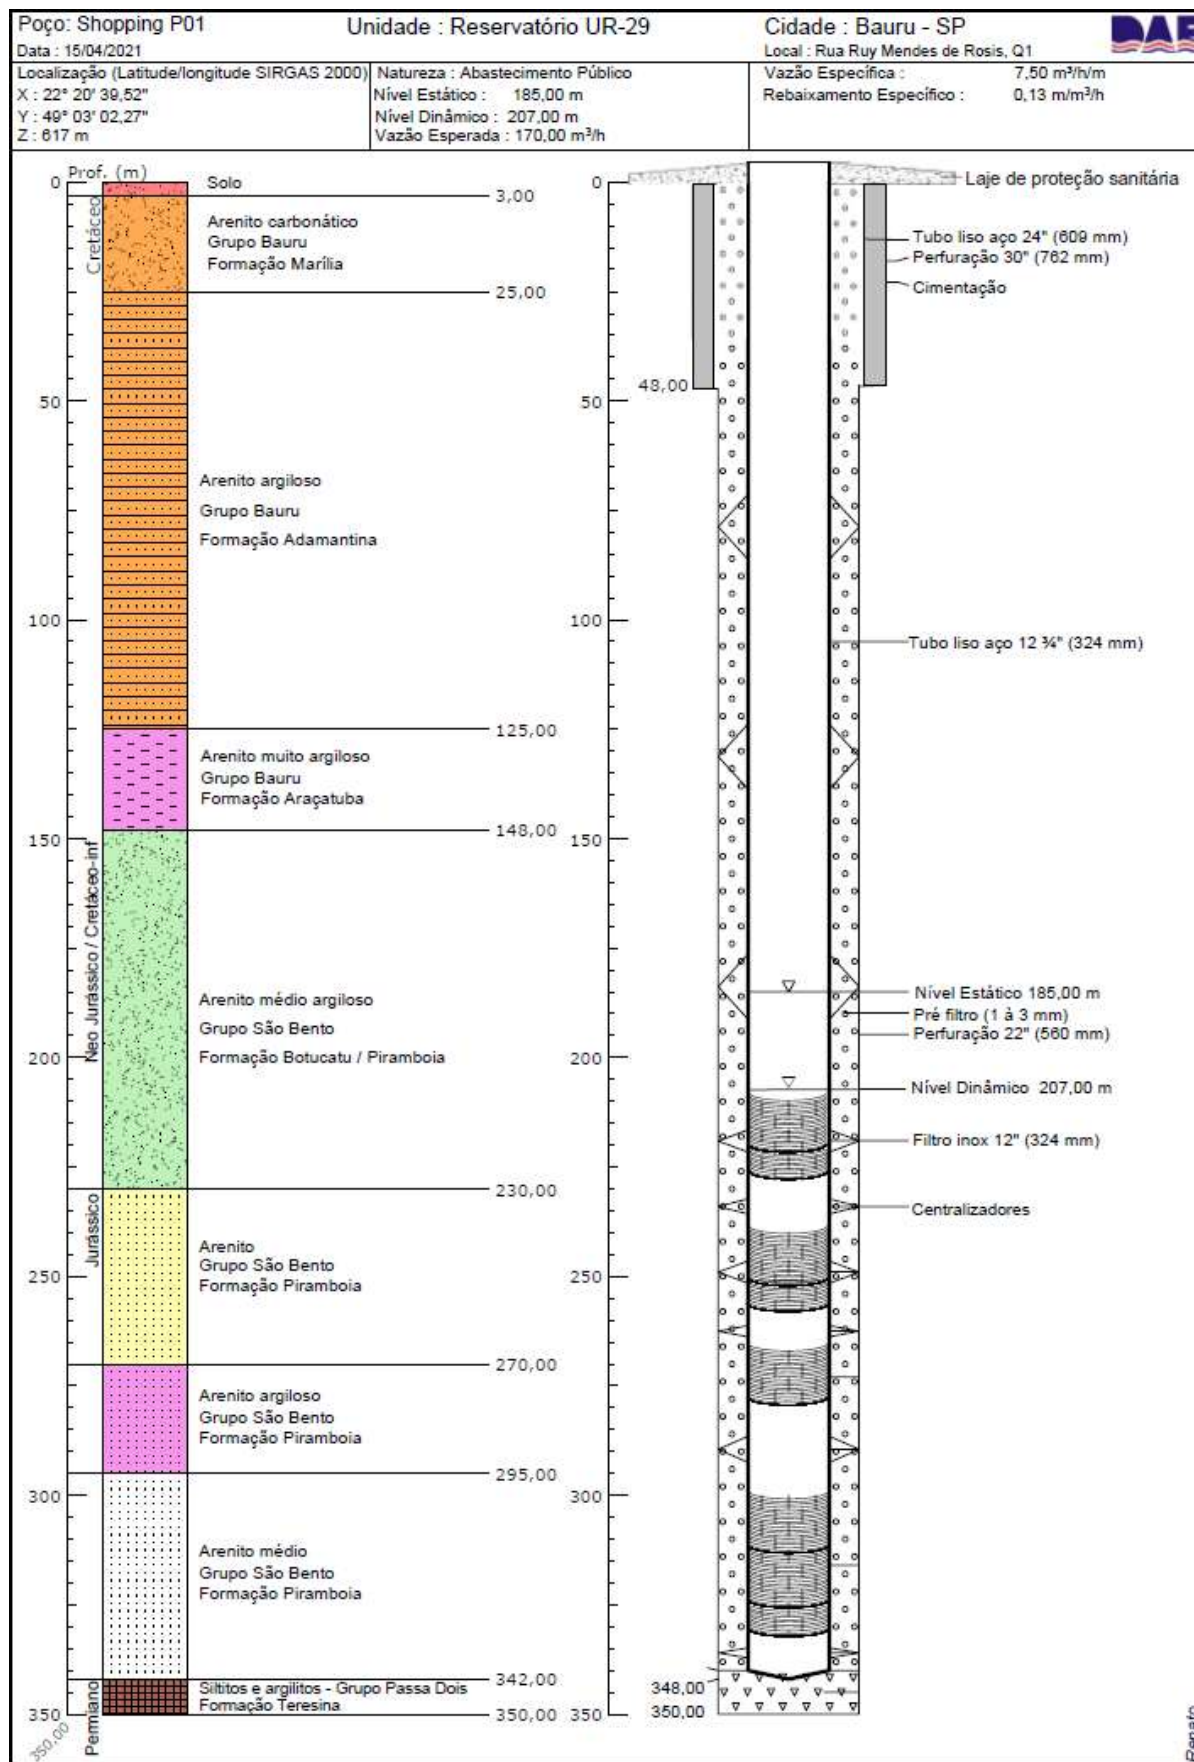 Poço: Shopping P01
Unidade : Reservatório UR-29
Cidade : Bauru - SP
DAE
Data : 15/04/2021
Local : Rua Ruy Mendes de Rosis, Q1
Localização (Latitude/longitude SIRGAS 2000)
X : 22° 20' 39,52"
Y : 49° 03' 02,27"
Z : 617 m
Natureza : Abastecimento Público
Nível Estático : 185,00 m
Nível Dinâmico : 207,00 m
Vazão Esperada : 170,00 m³/h
Vazão Específica : 7,50 m³/h/m
Rebaixamento Específico : 0,13 m/m³/h
Prof. (m)
0
50
100
150
200
250
300
350
350,00
Cretáceo
Neo Jurássico / Cretáceo-inf
Jurássico
Permiano
Solo
3,00
Arenito carbonático
Grupo Bauru
Formação Marília
25,00
Arenito argiloso
Grupo Bauru
Formação Adamantina
125,00
Arenito muito argiloso
Grupo Bauru
Formação Araçatuba
148,00
Arenito médio argiloso
Grupo São Bento
Formação Botucatu / Piramboia
230,00
Arenito
Grupo São Bento
Formação Piramboia
270,00
Arenito argiloso
Grupo São Bento
Formação Piramboia
295,00
Arenito médio
Grupo São Bento
Formação Piramboia
342,00
Siltitos e argilitos - Grupo Passa Dois
Formação Teresina
350,00
0
50
100
150
200
250
300
350
48,00
348,00
350,00
Laje de proteção sanitária
Tubo liso aço 24" (609 mm)
Perfuração 30" (762 mm)
Cimentação
Tubo liso aço 12 ¾" (324 mm)
Nível Estático 185,00 m
Pré filtro (1 à 3 mm)
Perfuração 22" (560 mm)
Nível Dinâmico 207,00 m
Filtro inox 12" (324 mm)
Centralizadores
Renato